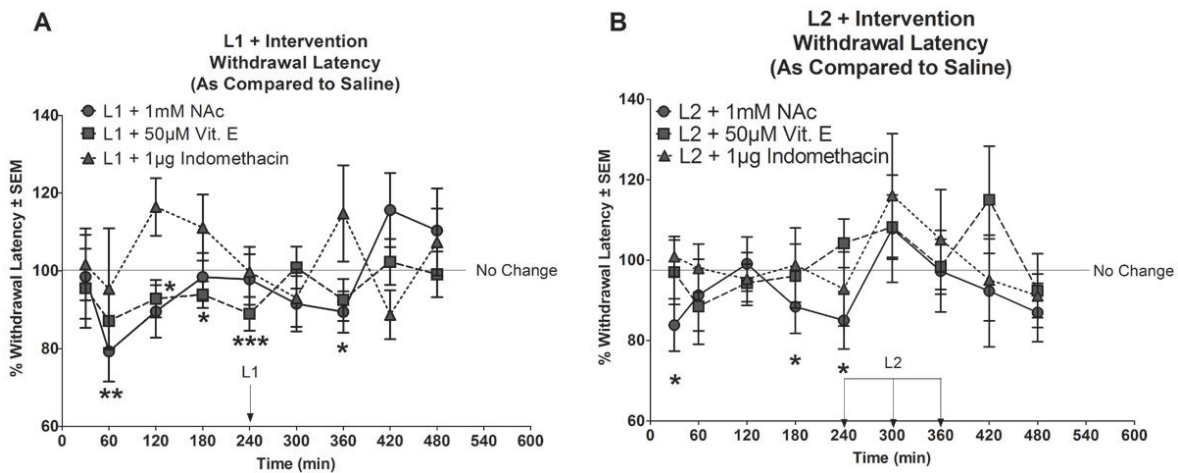 A
L1 + Intervention
Withdrawal Latency
(As Compared to Saline)
L1 + 1mM NAc
L1 + 50µM Vit. E
L1 + 1µg Indomethacin
% Withdrawal Latency ± SEM
140
120
100
80
60
No Change
*
*
***
*
**
L1
0 30 60 120 180 240 300 360 420 480 600
Time (min)
B
L2 + Intervention
Withdrawal Latency
(As Compared to Saline)
L2 + 1mM NAc
L2 + 50µM Vit. E
L2 + 1µg Indomethacin
% Withdrawal Latency ± SEM
140
120
100
80
60
No Change
L2
*
*
*
0 30 60 120 180 240 300 360 420 480 600
Time (min)